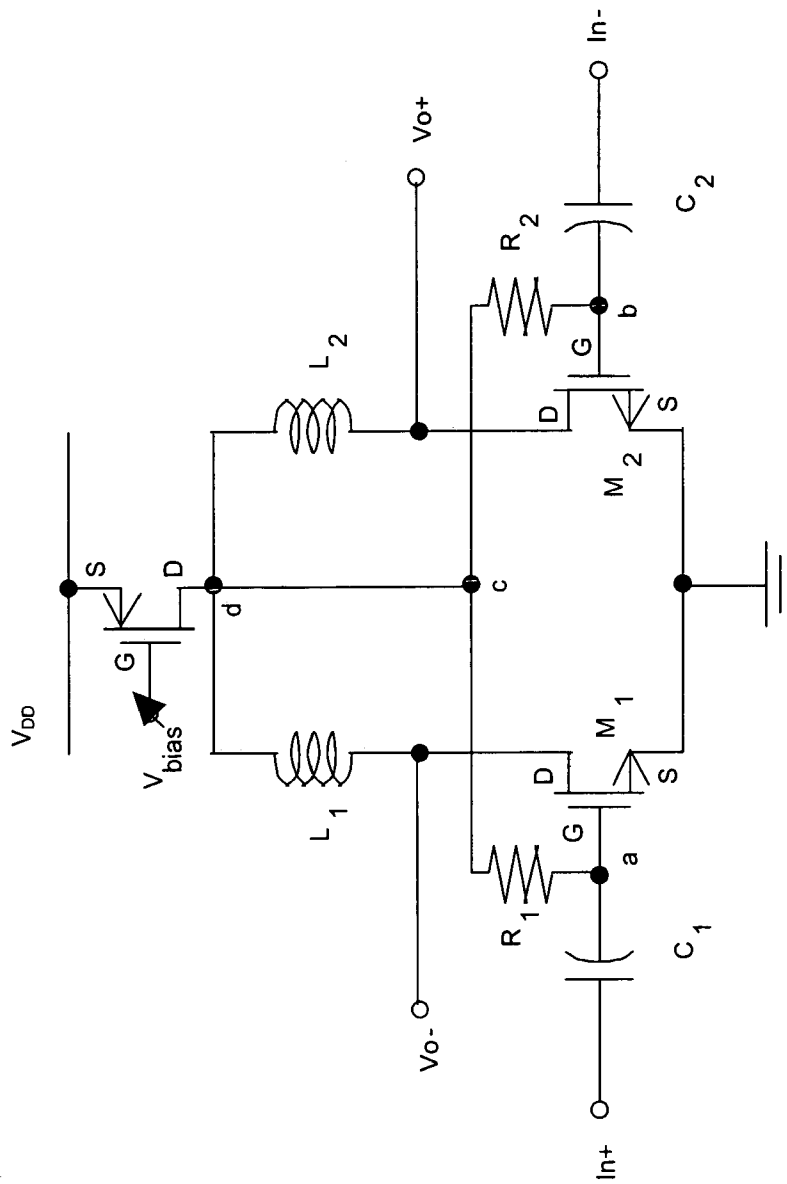 V_DD
S
G
D
V_bias
d
L_1
L_2
Vo-
Vo+
c
R_1
R_2
D
D
G
G
a
b
M_1
M_2
S
S
C_1
C_2
In+
In-